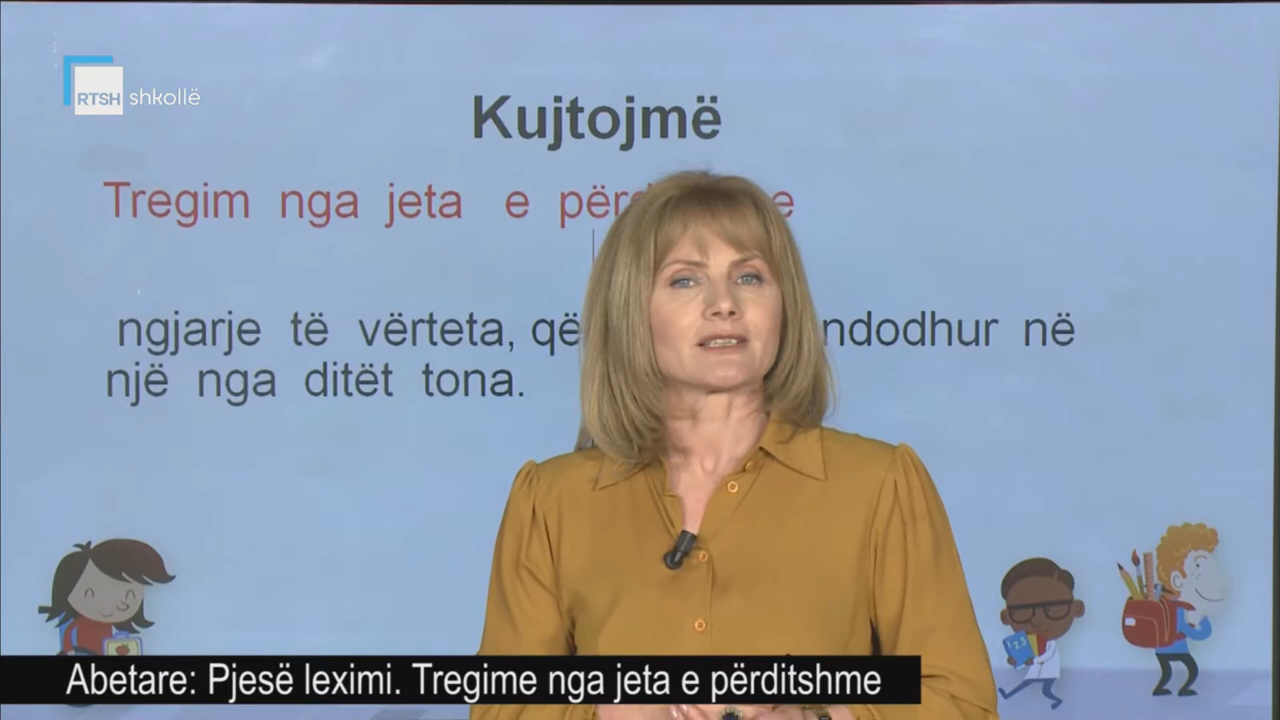 RTSH shkollë
Kujtojmë
Tregim nga jeta e
ngjarje të vërteta, që ndodhur në
një nga ditët tona.
Abetare: Pjesë leximi. Tregime nga jeta e përditshme